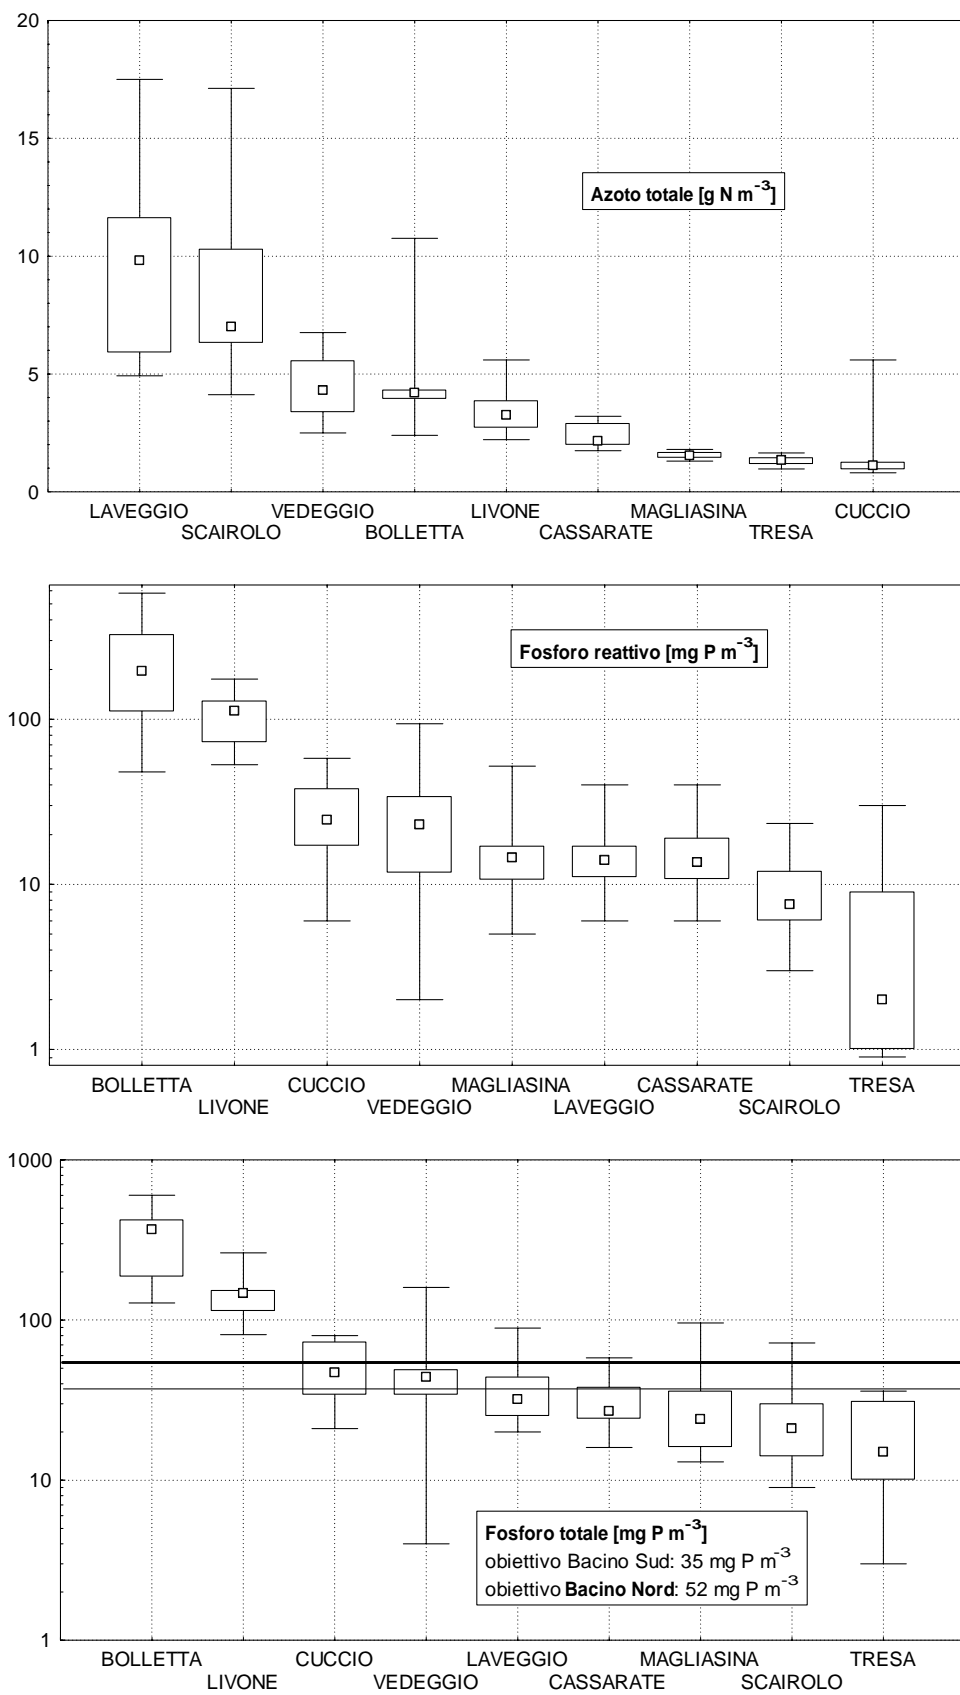 20
15
10
5
0
Azoto totale [g N m⁻³]
LAVEGGIO VEDEGGIO LIVONE MAGLIASINA CUCCIO
SCAIROLO BOLLETTA CASSARATE TRESA
100
10
1
Fosforo reattivo [mg P m⁻³]
BOLLETTA CUCCIO MAGLIASINA CASSARATE TRESA
LIVONE VEDEGGIO LAVEGGIO SCAIROLO
1000
100
10
1
Fosforo totale [mg P m⁻³]
obiettivo Bacino Sud: 35 mg P m⁻³
obiettivo Bacino Nord: 52 mg P m⁻³
BOLLETTA CUCCIO LAVEGGIO MAGLIASINA TRESA
LIVONE VEDEGGIO CASSARATE SCAIROLO